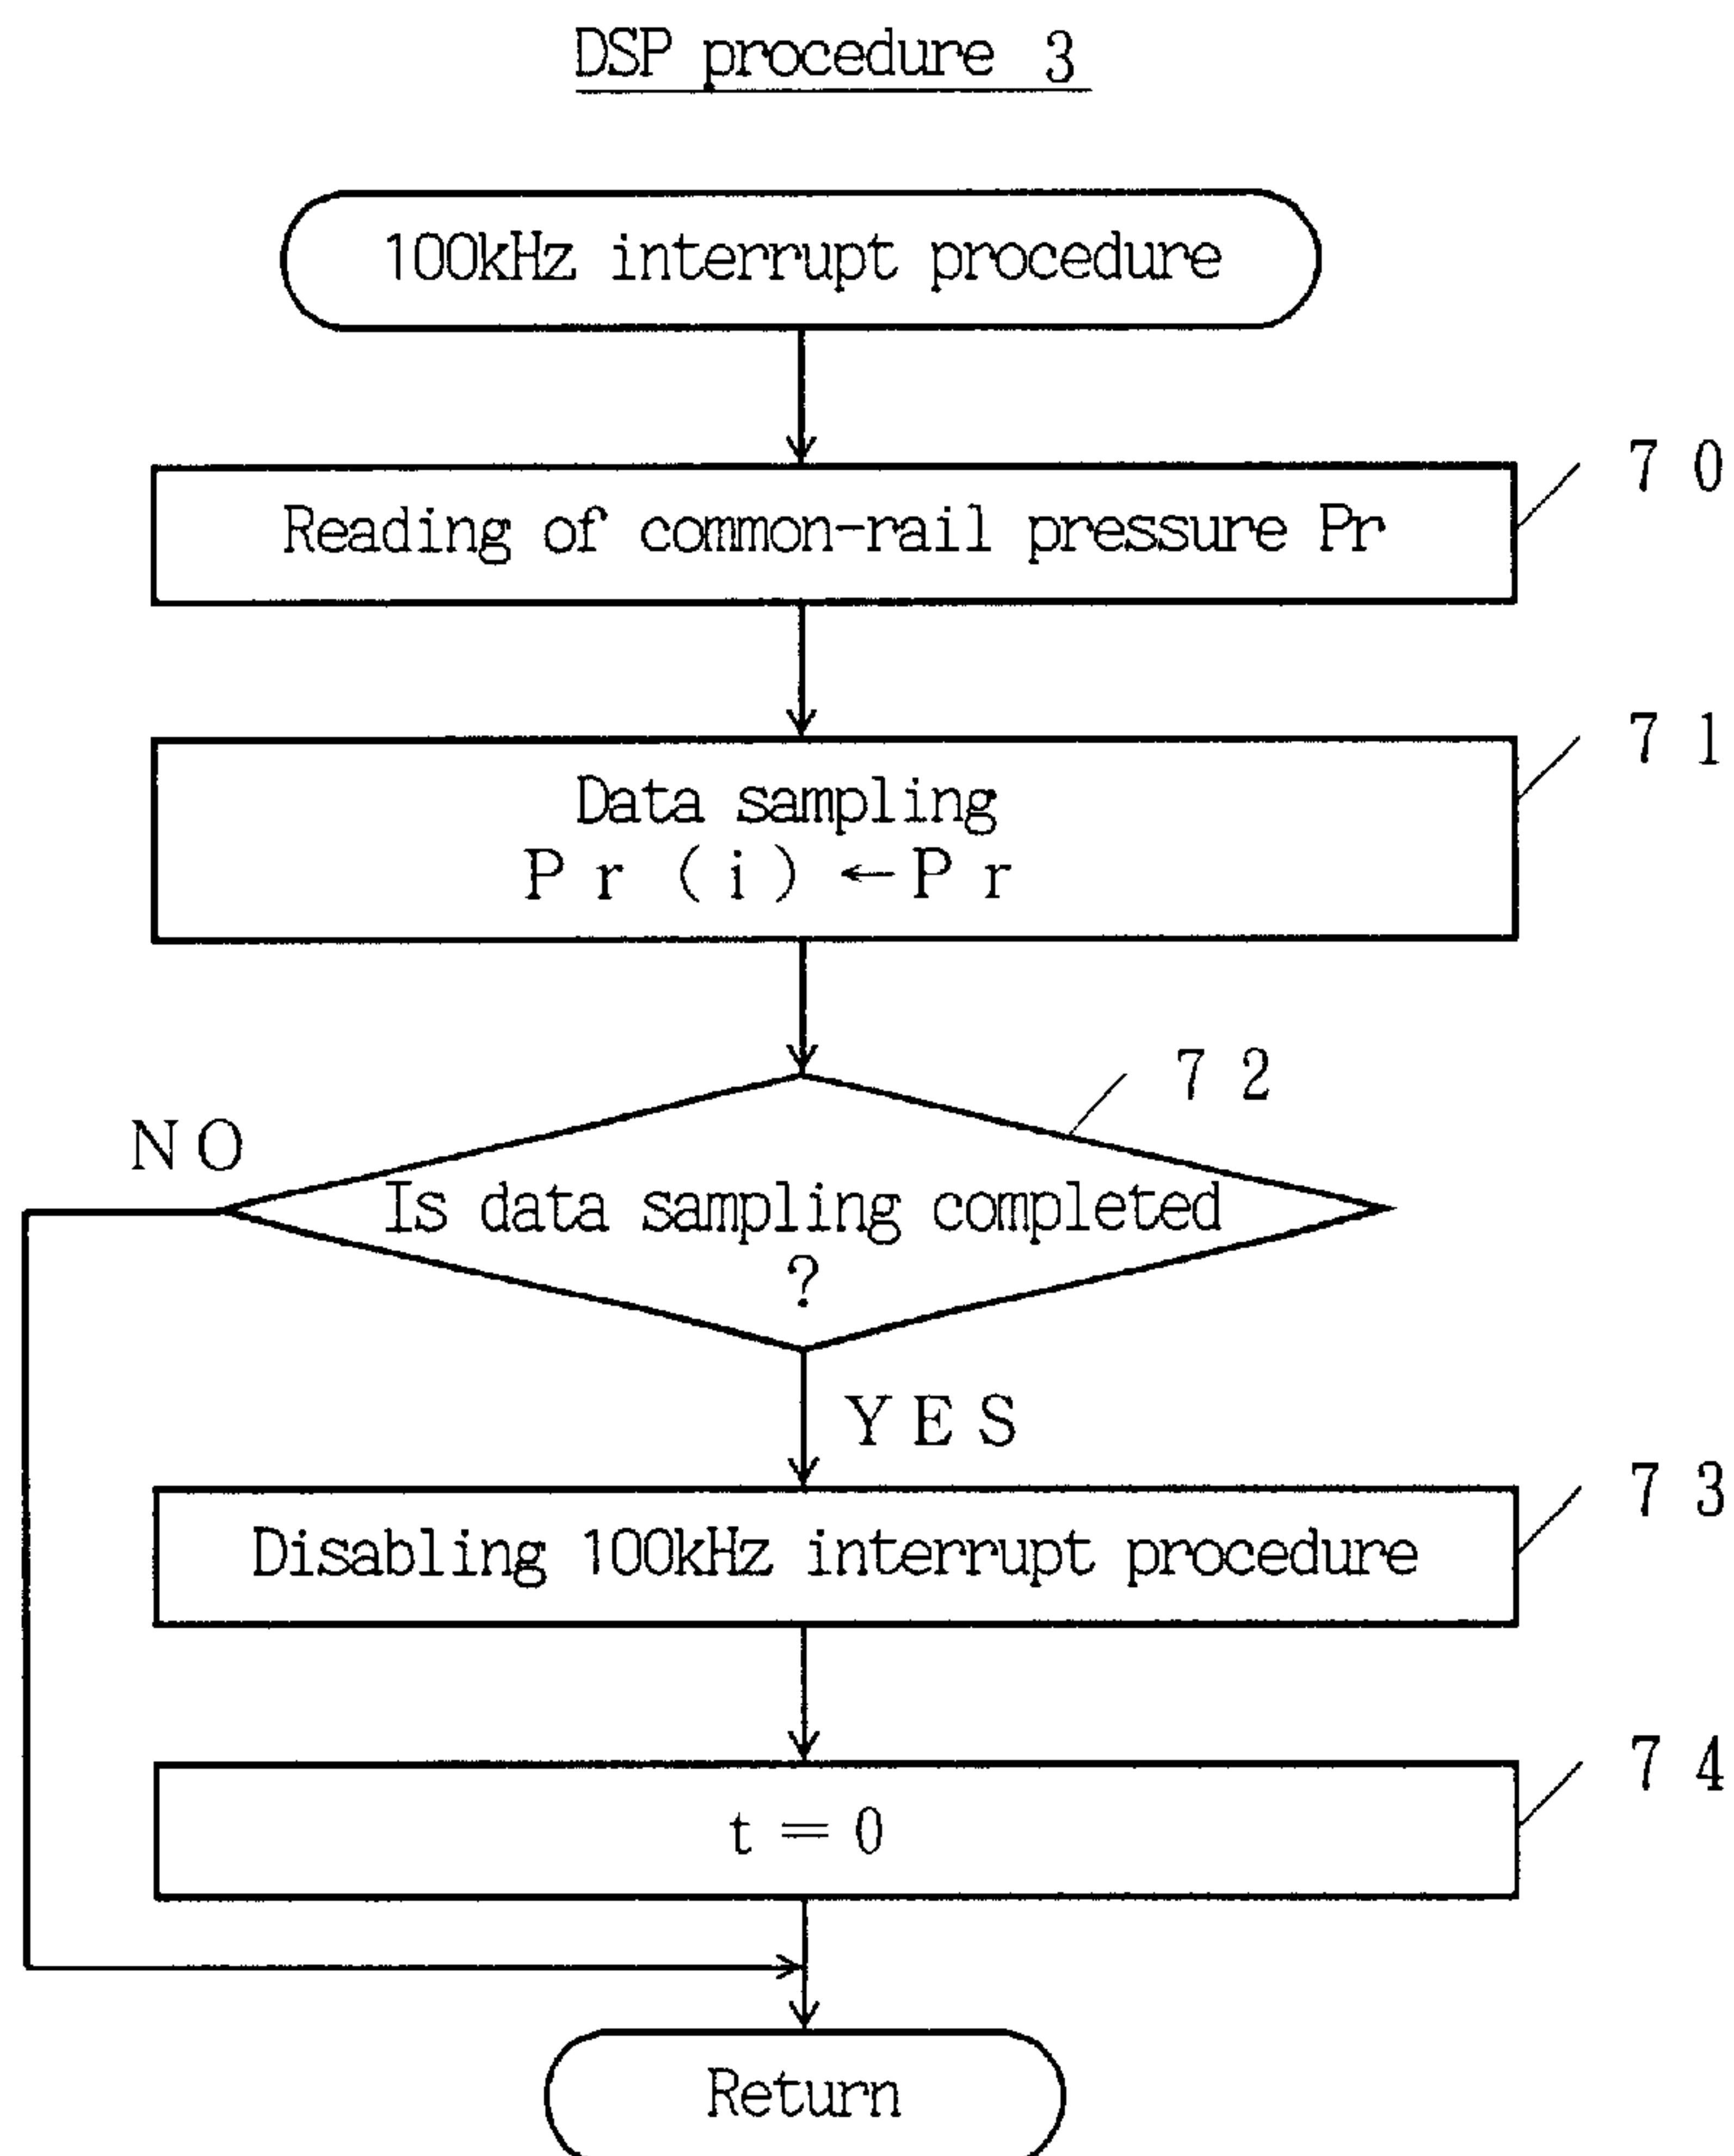 DSP procedure 3
100kHz interrupt procedure
70
Reading of common-rail pressure Pr
71
Data sampling
Pr(i)←Pr
72
NO
Is data sampling completed
?
YES
73
Disabling 100kHz interrupt procedure
74
t=0
Return